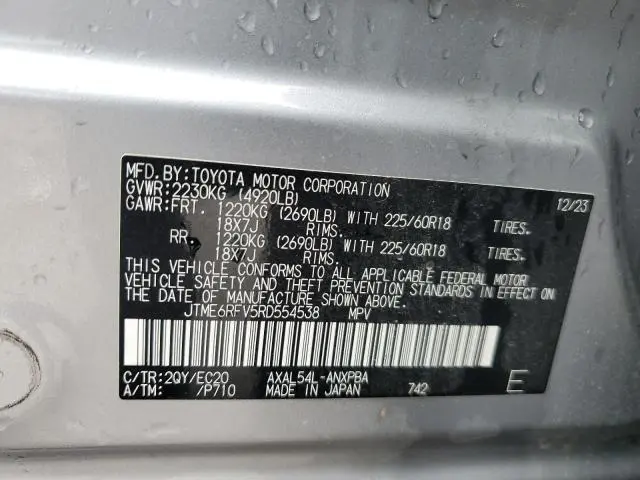 MFD.BY:TOYOTA MOTOR CORPORATION 12/23
GVWR:2230KG (4920LB)
GAWR:FRT. 1220KG (2690LB) WITH 225/60R18 TIRES.
18X7J RIMS.
RR. 1220KG (2690LB) WITH 225/60R18 TIRES.
18X7 RIMS.
THIS VEHICLE CONFORMS TO ALL APPLICABLE FEDERAL MOTOR
VEHICLE SAFETY AND THEFT PREVENTION STANDARDS IN EFFECT ON
THE DATE OF MANUFACTURE SHOWN ABOVE.
JTME6RFV5RD554538 MPV
C/TR:2QY/EC20 AXAL54L-ANXPBA
A/TM: /P710 MADE IN JAPAN 742 E